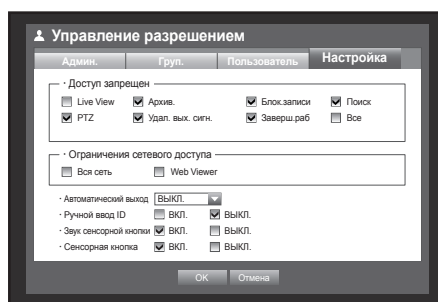 Управление разрешением
Админ. Груп. Пользователь Настройка
· Доступ запрещен
Live View Архив. Блок.записи Поиск
PTZ Удал. вых. сигн. Заверш.раб Все
· Ограничения сетевого доступа
Вся сеть Web Viewer
· Автоматический выход ВЫКЛ.
· Ручной ввод ID ВКЛ. ВЫКЛ.
· Звук сенсорной кнопки ВКЛ. ВЫКЛ.
· Сенсорная кнопка ВКЛ. ВЫКЛ.
OK Отмена